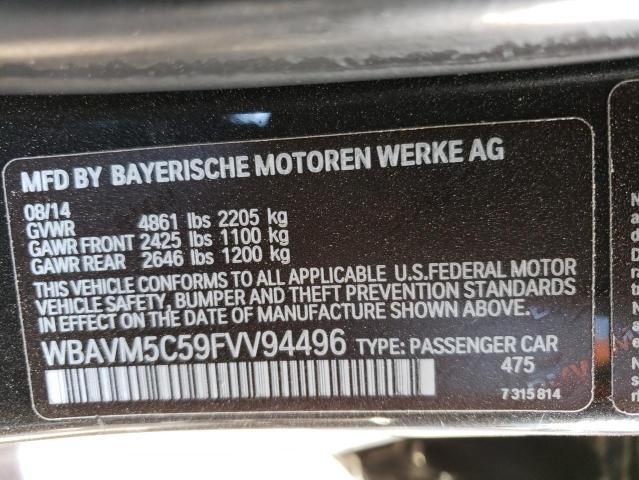 MFD BY BAYERISCHE MOTOREN WERKE AG
08/14
GVWR 4861 lbs 2205 kg
GAWR FRONT 2425 lbs 1100 kg
GAWR REAR 2646 lbs 1200 kg
THIS VEHICLE CONFORMS TO ALL APPLICABLE U.S.FEDERAL MOTOR
VEHICLE SAFETY, BUMPER AND THEFT PREVENTION STANDARDS
IN EFFECT ON THE DATE OF MANUFACTURE SHOWN ABOVE.
WBAVM5C59FVV94496 TYPE: PASSENGER CAR
475
7 315 814